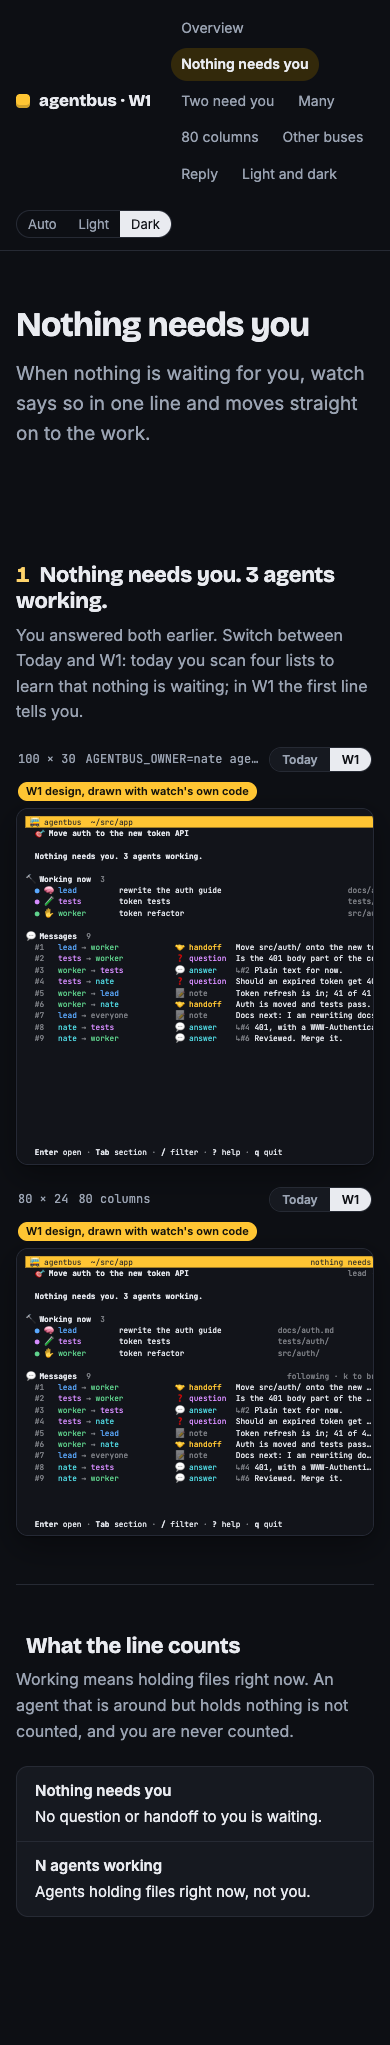 agentbus · W1
Overview
Nothing needs you
Two need you Many
80 columns Other buses
Reply Light and dark
Auto Light Dark
Nothing needs you
When nothing is waiting for you, watch
says so in one line and moves straight
on to the work.
1 Nothing needs you. 3 agents
working.
You answered both earlier. Switch between
Today and W1: today you scan four lists to
learn that nothing is waiting; in W1 the first line
tells you.
100 × 30 AGENTBUS_OWNER=nate age… Today W1
W1 design, drawn with watch's own code
agentbus ~/src/app
Move auth to the new token API
Nothing needs you. 3 agents working.
Working now 3
lead rewrite the auth guide docs/
tests token tests tests
worker token refactor src/a
Messages 9
#1 lead → worker handoff Move src/auth/ onto the new
#2 tests → worker question Is the 401 body part of the
#3 worker → tests answer ↳#2 Plain text for now.
#4 tests → nate question Should an expired token get
#5 worker → lead note Token refresh is in; 41 of 41
#6 worker → nate handoff Auth is moved and tests pass.
#7 lead → everyone note Docs next: I am rewriting
#8 nate → tests answer ↳#4 401, with a
#9 nate → worker answer ↳#6 Reviewed. Merge it.
Enter open · Tab section · / filter · ? help · q quit
80 × 24 80 columns Today W1
W1 design, drawn with watch's own code
agentbus ~/src/app nothing needs
Move auth to the new token API lead
Nothing needs you. 3 agents working.
Working now 3
lead rewrite the auth guide docs/auth.md
tests token tests tests/auth/
worker token refactor src/auth/
Messages 9 following · k to
#1 lead → worker handoff Move src/auth/ onto the new …
#2 tests → worker question Is the 401 body part of the …
#3 worker → tests answer ↳#2 Plain text for now.
#4 tests → nate question Should an expired token get …
#5 worker → lead note Token refresh is in; 41 of 4…
#6 worker → nate handoff Auth is moved and tests pass…
#7 lead → everyone note Docs next: I am rewriting do…
#8 nate → tests answer ↳#4 401, with a WWW-Authenti…
#9 nate → worker answer ↳#6 Reviewed. Merge it.
Enter open · Tab section · / filter · ? help · q quit
What the line counts
Working means holding files right now. An
agent that is around but holds nothing is not
counted, and you are never counted.
Nothing needs you
No question or handoff to you is waiting.
N agents working
Agents holding files right now, not you.